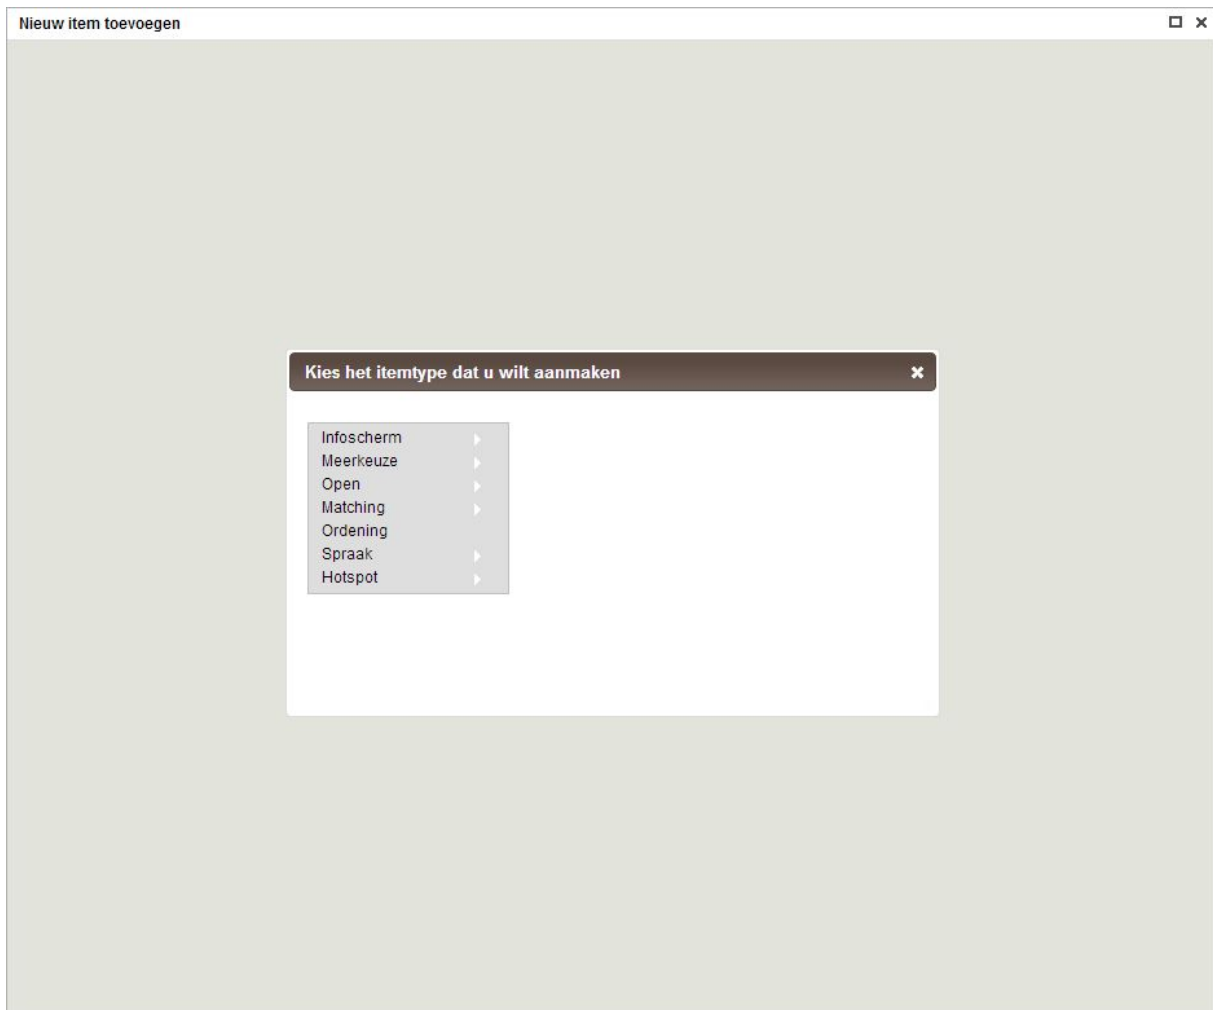 Nieuw item toevoegen
Kies het itemtype dat u wilt aanmaken
Infoscherm
Meerkeuze
Open
Matching
Ordening
Spraak
Hotspot